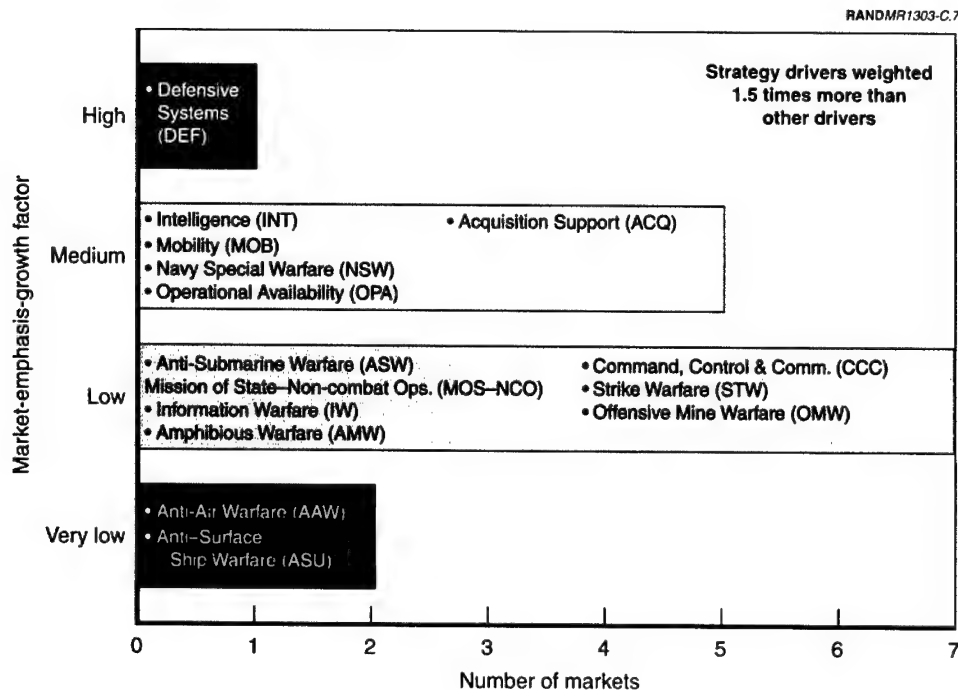 RANDMR1303-C.7
Strategy drivers weighted
1.5 times more than
other drivers
Market-emphasis-growth factor
High
• Defensive
Systems
(DEF)
Medium
• Intelligence (INT)
• Mobility (MOB)
• Navy Special Warfare (NSW)
• Operational Availability (OPA)
• Acquisition Support (ACQ)
Low
• Anti-Submarine Warfare (ASW)
Mission of State–Non-combat Ops. (MOS–NCO)
• Information Warfare (IW)
• Amphibious Warfare (AMW)
• Command, Control & Comm. (CCC)
• Strike Warfare (STW)
• Offensive Mine Warfare (OMW)
Very low
• Anti-Air Warfare (AAW)
• Anti–Surface
Ship Warfare (ASU)
0 1 2 3 4 5 6 7
Number of markets